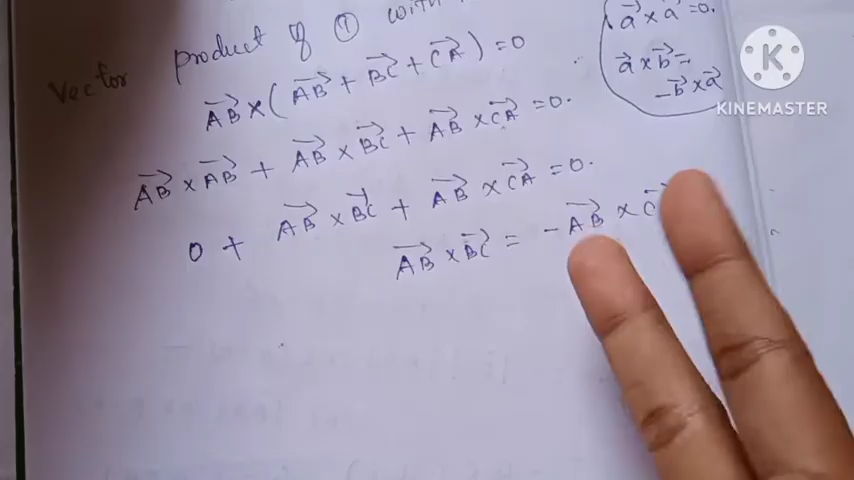 Vector product of ① with
AB⃗ × (AB⃗ + BC⃗ + CA⃗) = 0
AB⃗ × AB⃗ + AB⃗ × BC⃗ + AB⃗ × CA⃗ = 0.
0 + AB⃗ × BC⃗ + AB⃗ × CA⃗ = 0.
AB⃗ × BC⃗ = - AB⃗ × C
a⃗ × a⃗ = 0.
a⃗ × b⃗ =
-b⃗ × a⃗
K
KINEMASTER